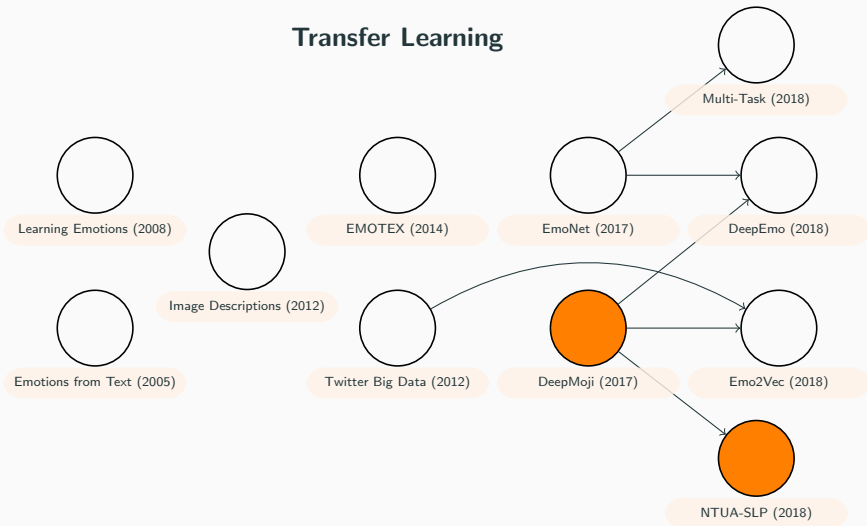 Transfer Learning
Multi-Task (2018)
Learning Emotions (2008)
EMOTEX (2014)
EmoNet (2017)
DeepEmo (2018)
Image Descriptions (2012)
Emotions from Text (2005)
Twitter Big Data (2012)
DeepMoji (2017)
Emo2Vec (2018)
NTUA-SLP (2018)